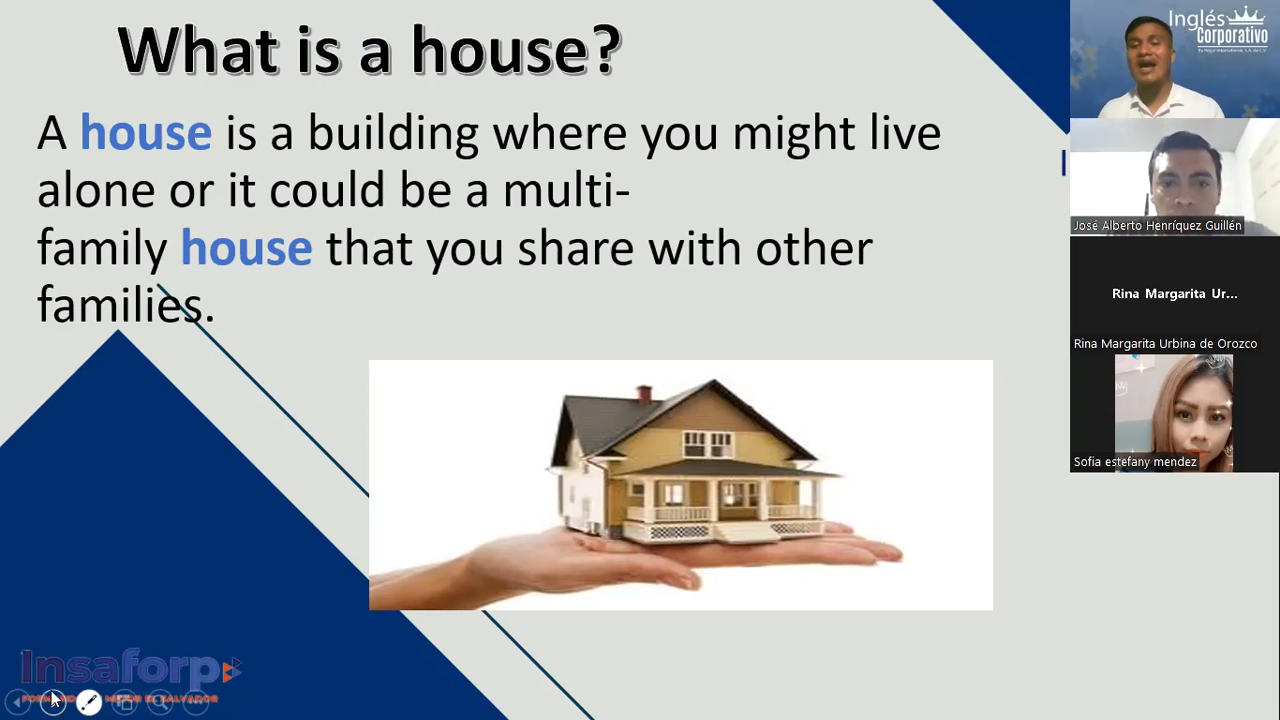 What is a house?
A house is a building where you might live
alone or it could be a multi-
family house that you share with other
families.
Inglés
Corporativo
José Alberto Henríquez Guillén
Rina Margarita Ur...
Rina Margarita Urbina de Orozco
Sofia estefany mendez
Insaforp
EL SALVADOR